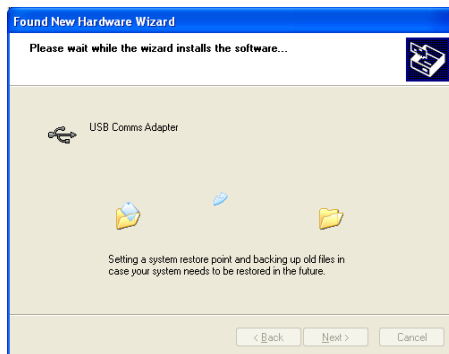 Found New Hardware Wizard
Please wait while the wizard installs the software...
USB Comms Adapter
Setting a system restore point and backing up old files in
case your system needs to be restored in the future.
< Back Next > Cancel